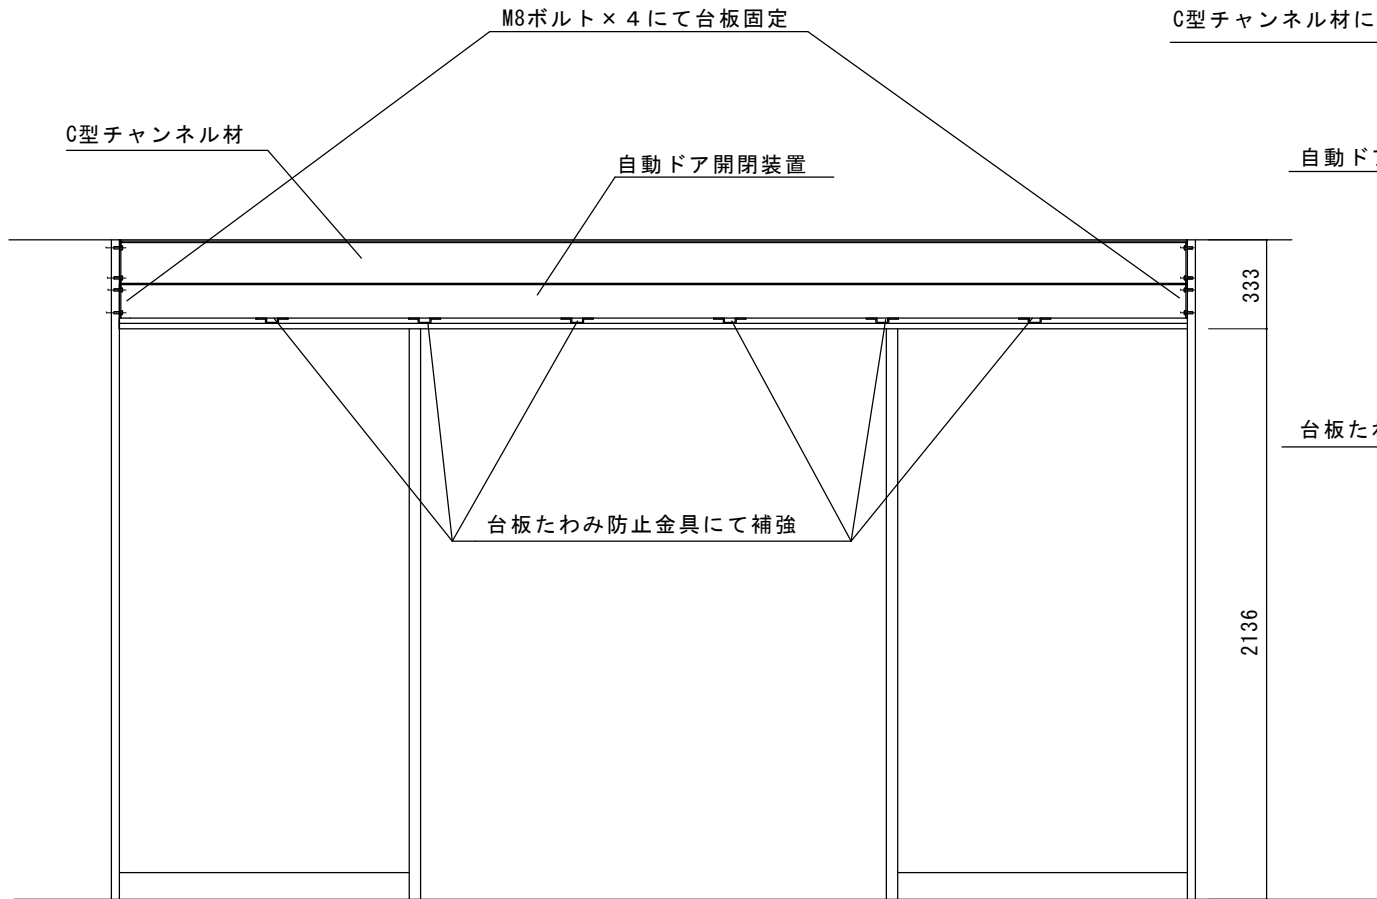 M8ボルト×４にて台板固定
C型チャンネル材に
C型チャンネル材
自動ドア開閉装置
自動ド
333
台板た
台板たわみ防止金具にて補強
2136